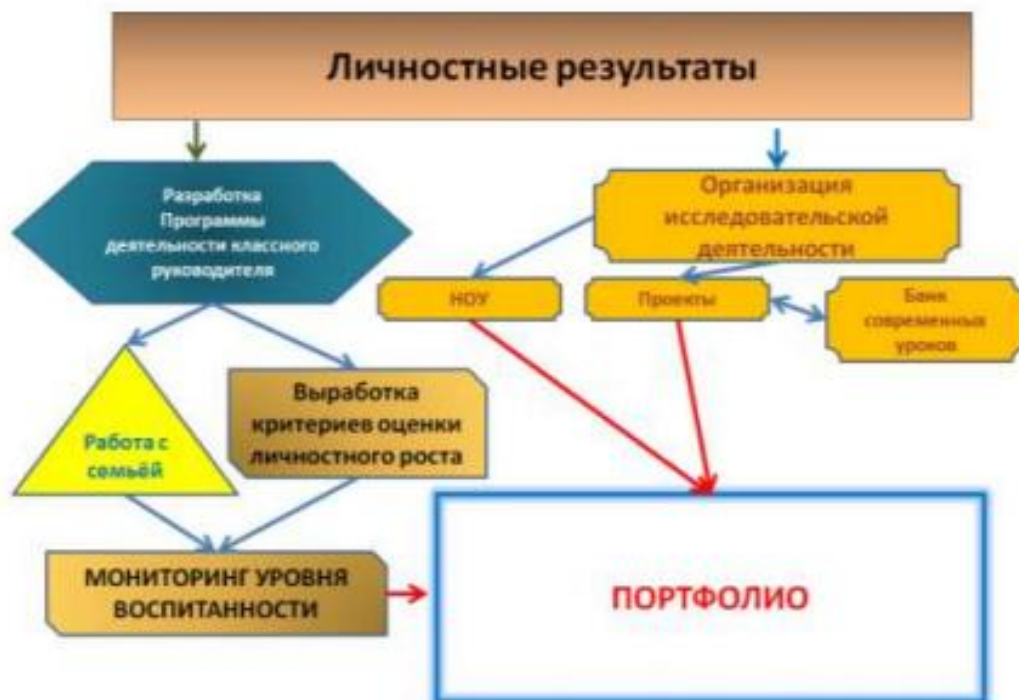 Личностные результаты
Разработка
Программы
деятельности классного
руководителя
Организация
исследовательской
деятельности
НОУ
Проекты
Банк
современных
уроков
Работа с
семьёй
Выработка
критериев оценки
личностного роста
МОНИТОРИНГ УРОВНЯ
ВОСПИТАННОСТИ
ПОРТФОЛИО